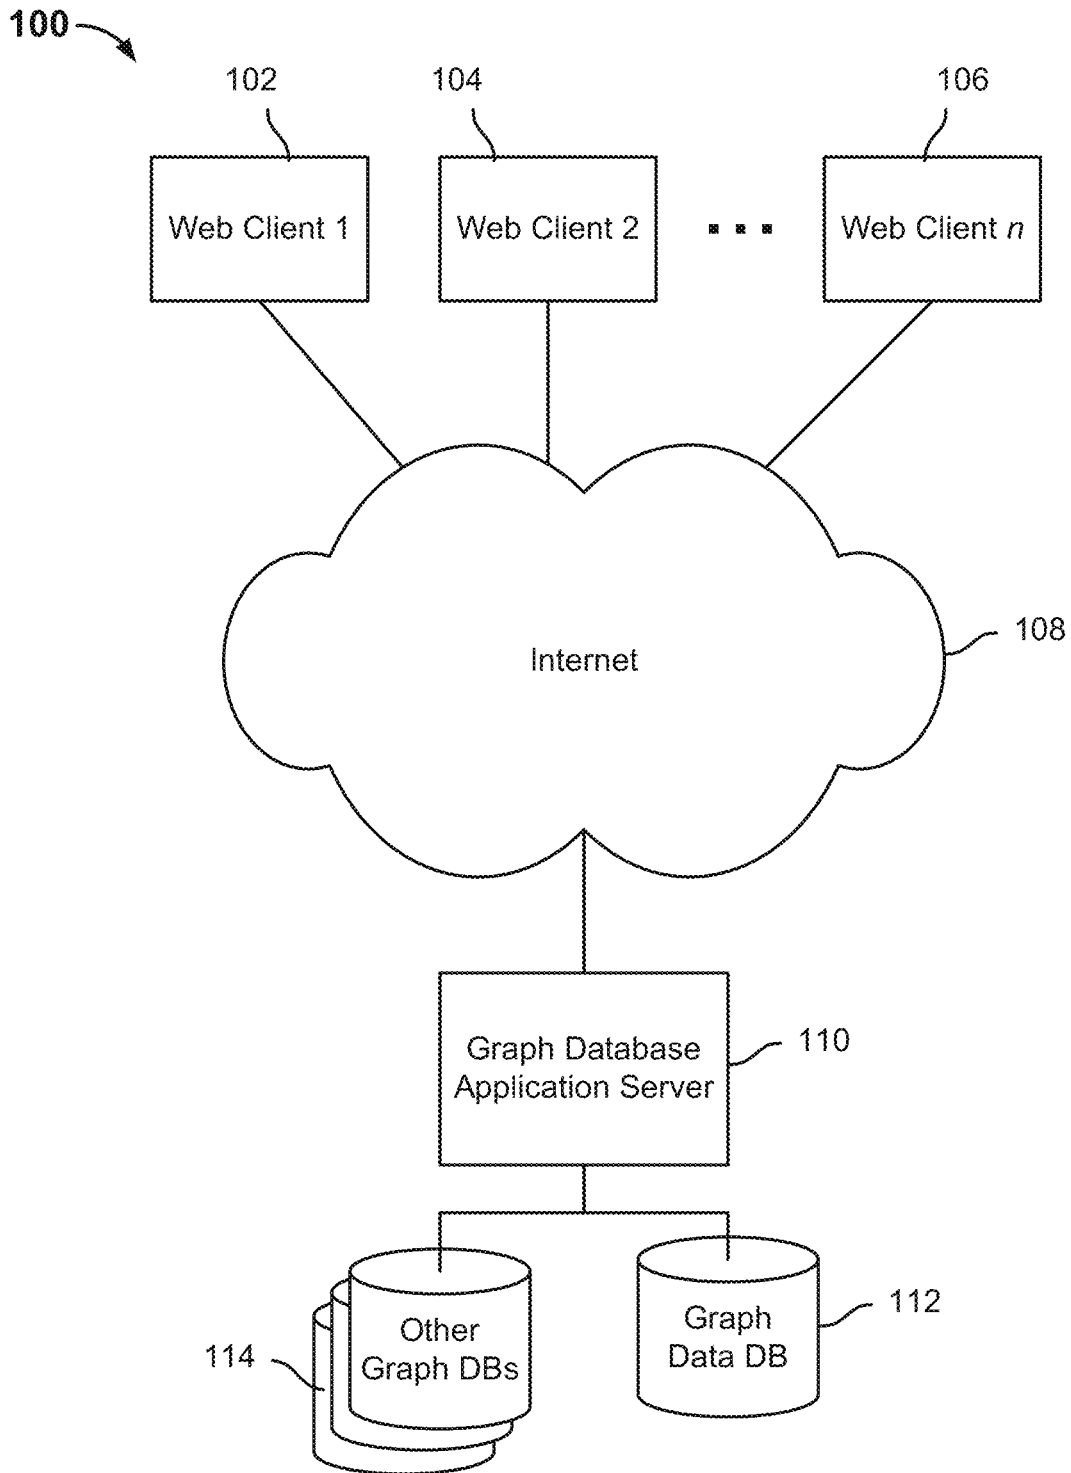 100
102
104
106
Web Client 1
Web Client 2
Web Client n
Internet
108
Graph Database
Application Server
110
Other
Graph DBs
Graph
Data DB
112
114